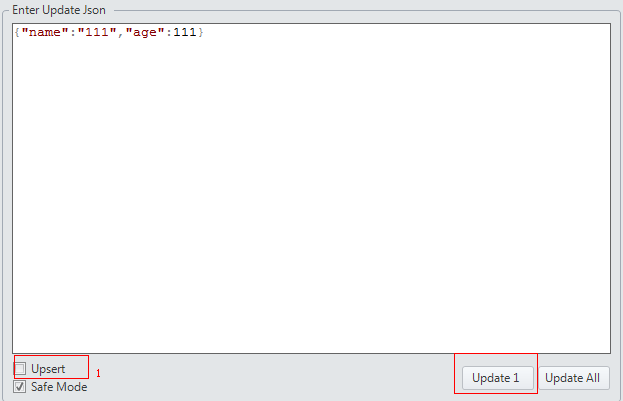 Enter Update Json
{"name":"111","age":111}
Upsert
1
Safe Mode
Update 1
Update All